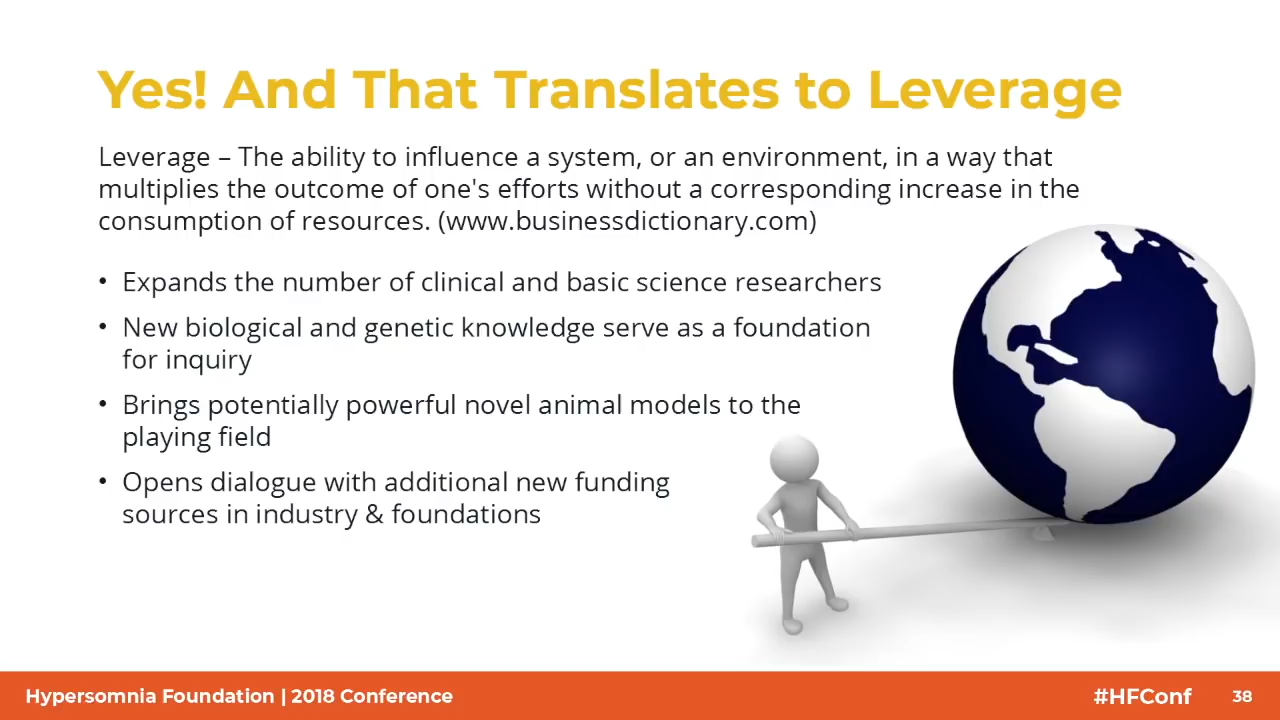 Yes! And That Translates to Leverage
Leverage – The ability to influence a system, or an environment, in a way that
multiplies the outcome of one's efforts without a corresponding increase in the
consumption of resources. (www.businessdictionary.com)
• Expands the number of clinical and basic science researchers
• New biological and genetic knowledge serve as a foundation
for inquiry
• Brings potentially powerful novel animal models to the
playing field
• Opens dialogue with additional new funding
sources in industry & foundations
Hypersomnia Foundation | 2018 Conference
#HFConf
38